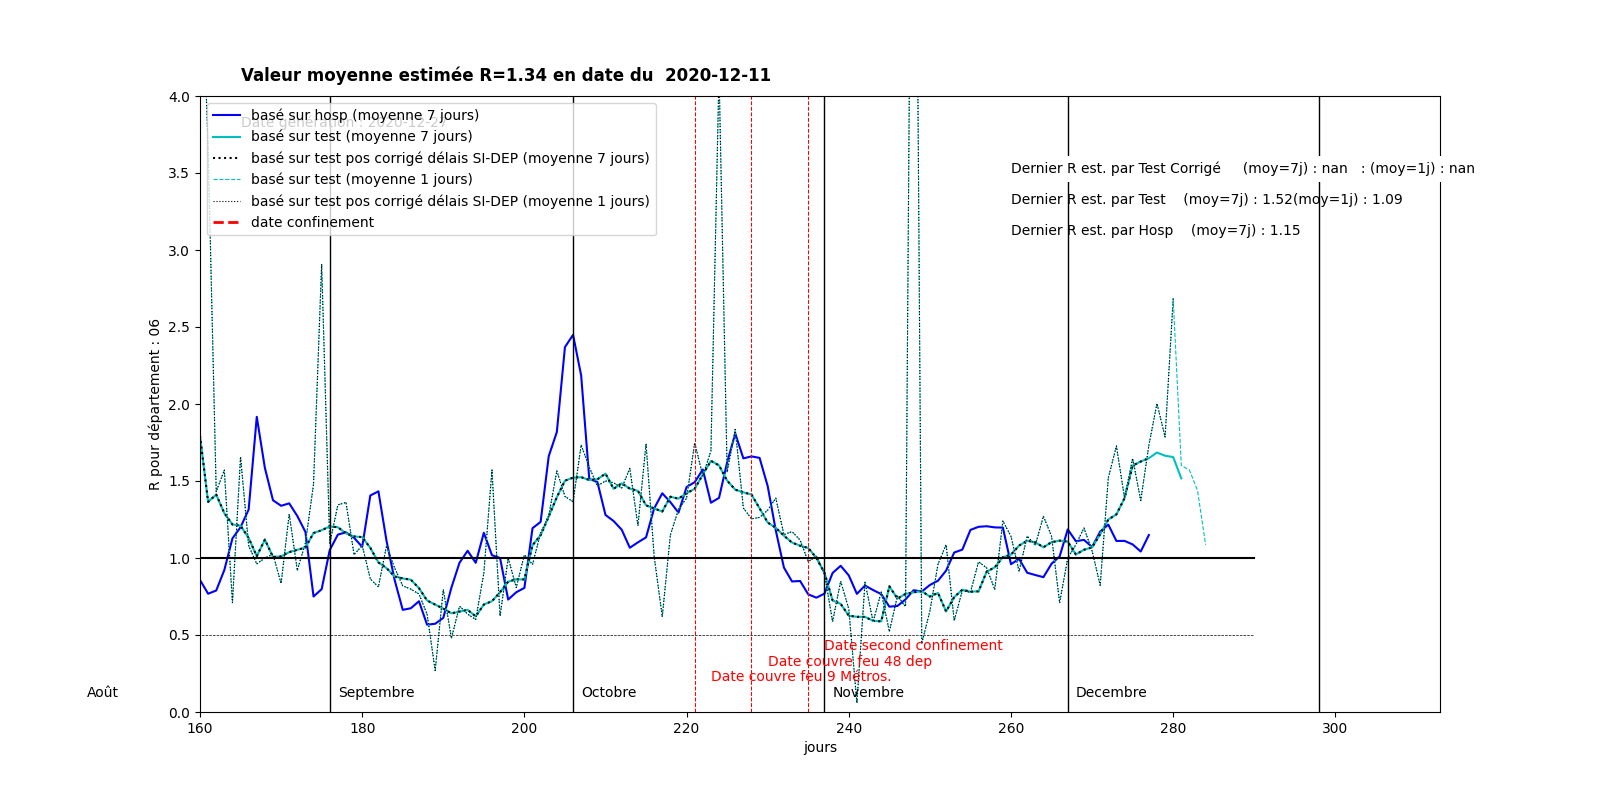 Valeur moyenne estimée R=1.34 en date du  2020-12-11
4.0
3.5
3.0
2.5
2.0
1.5
1.0
0.5
0.0
R pour département : 06
basé sur hosp (moyenne 7 jours)
Date génération : 2020-12-27
basé sur test (moyenne 7 jours)
basé sur test pos corrigé délais SI-DEP (moyenne 7 jours)
basé sur test (moyenne 1 jours)
basé sur test pos corrigé délais SI-DEP (moyenne 1 jours)
date confinement
Dernier R est. par Test Corrigé     (moy=7j) : nan   : (moy=1j) : nan
Dernier R est. par Test    (moy=7j) : 1.52(moy=1j) : 1.09
Dernier R est. par Hosp    (moy=7j) : 1.15
Date second confinement
Date couvre feu 48 dep
Date couvre feu 9 Métros.
Août Septembre Octobre Novembre Decembre
160 180 200 220 240 260 280 300
jours